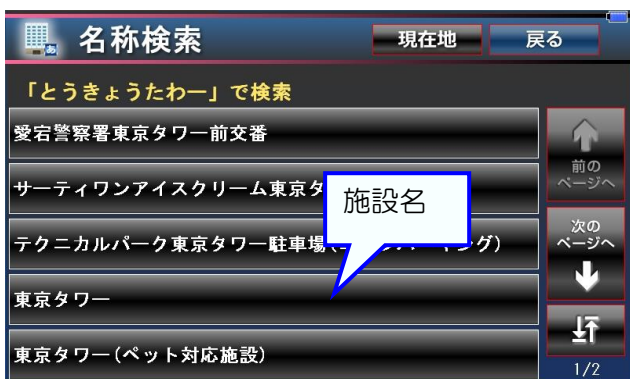 名称検索
現在地
戻る
「とうきょうたわー」で検索
愛宕警察署東京タワー前交番
サーティワンアイスクリーム東京タ
施設名
テクニカルパーク東京タワー駐車場(
グ)
東京タワー
東京タワー(ペット対応施設)
前の
ページへ
次の
ページへ
1/2